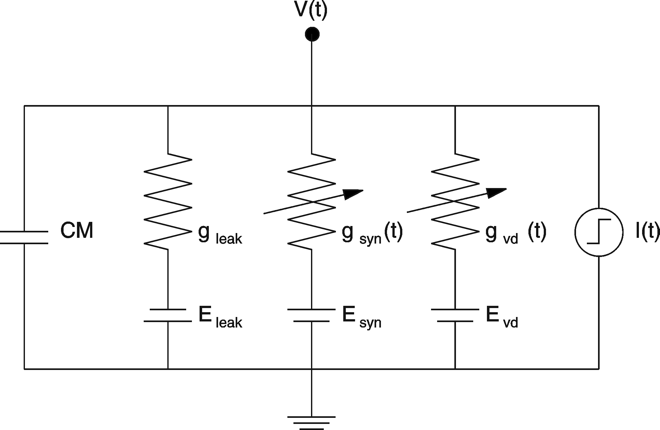 V(t)
CM
g leak
g syn (t)
g vd (t)
I(t)
E leak
E syn
E vd